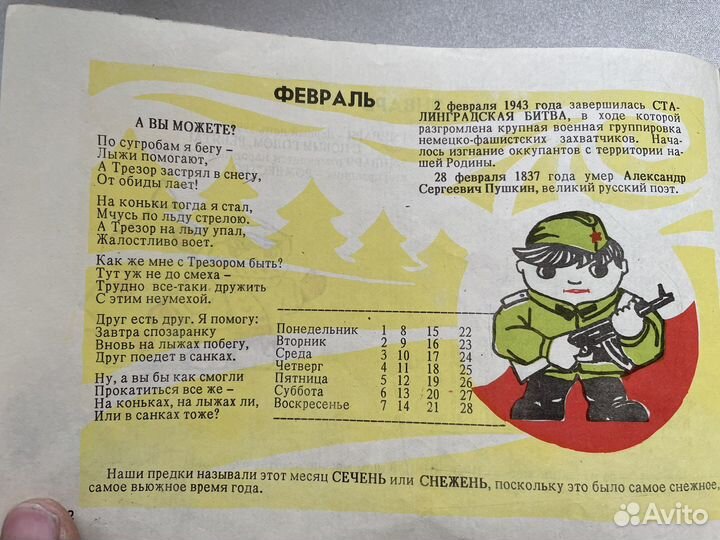 ФЕВРАЛЬ
А ВЫ МОЖЕТЕ?
По сугробам я бегу –
Лыжи помогают,
А Трезор застрял в снегу,
От обиды лает!
На коньки тогда я стал,
Мчусь по льду стрелою.
А Трезор на льду упал,
Жалостливо воет.
Как же мне с Трезором быть?
Тут уж не до смеха –
Трудно все-таки дружить
С этим неумехой.
Друг есть друг. Я помогу:
Завтра спозаранку
Вновь на лыжах побегу,
Друг поедет в санках.
Ну, а вы бы как смогли
Прокатиться все же –
На коньках, на лыжах ли,
Или в санках тоже?
2 февраля 1943 года завершилась СТА-
ЛИНГРАДСКАЯ БИТВА, в ходе которой
разгромлена крупная военная группировка
немецко-фашистских захватчиков. Нача-
лось изгнание оккупантов с территории на-
шей Родины.
28 февраля 1837 года умер Александр
Сергеевич Пушкин, великий русский поэт.
Понедельник 1 8 15 22
Вторник 2 9 16 23
Среда 3 10 17 24
Четверг 4 11 18 25
Пятница 5 12 19 26
Суббота 6 13 20 27
Воскресенье 7 14 21 28
Наши предки называли этот месяц СЕЧЕНЬ или СНЕЖЕНЬ, поскольку это было самое снежное,
самое вьюжное время года.
2
Avito